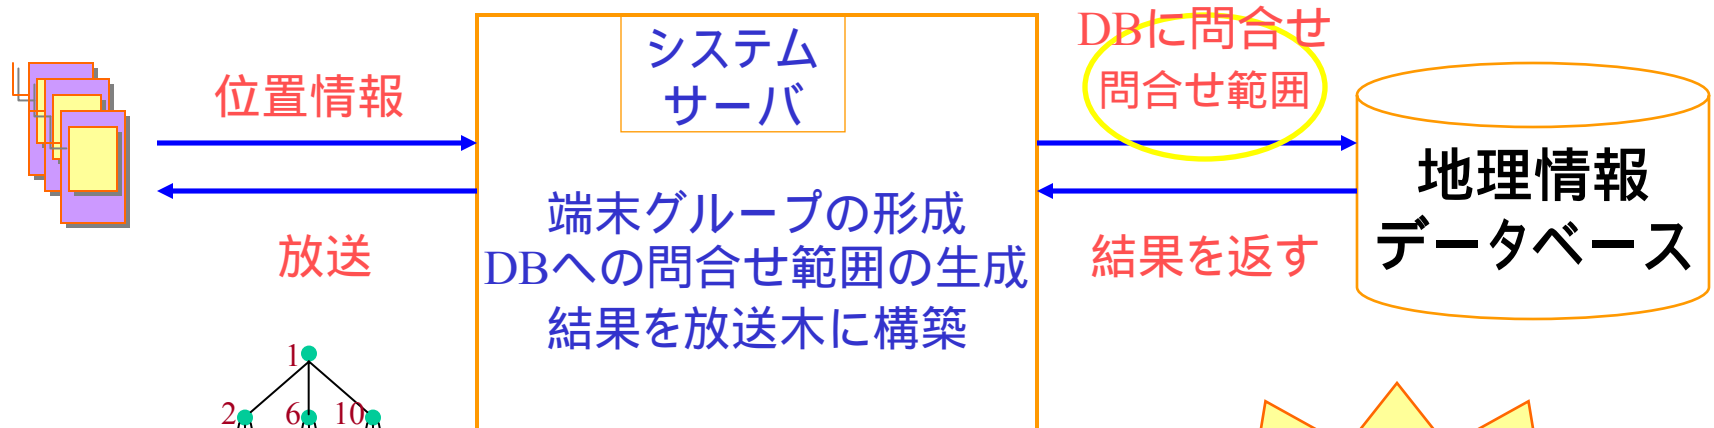 位置情報
放送
システム
サーバ
端末グループの形成
DBへの問合せ範囲の生成
結果を放送木に構築
DBに問合せ
問合せ範囲
結果を返す
地理情報
データベース
1
2 6 10